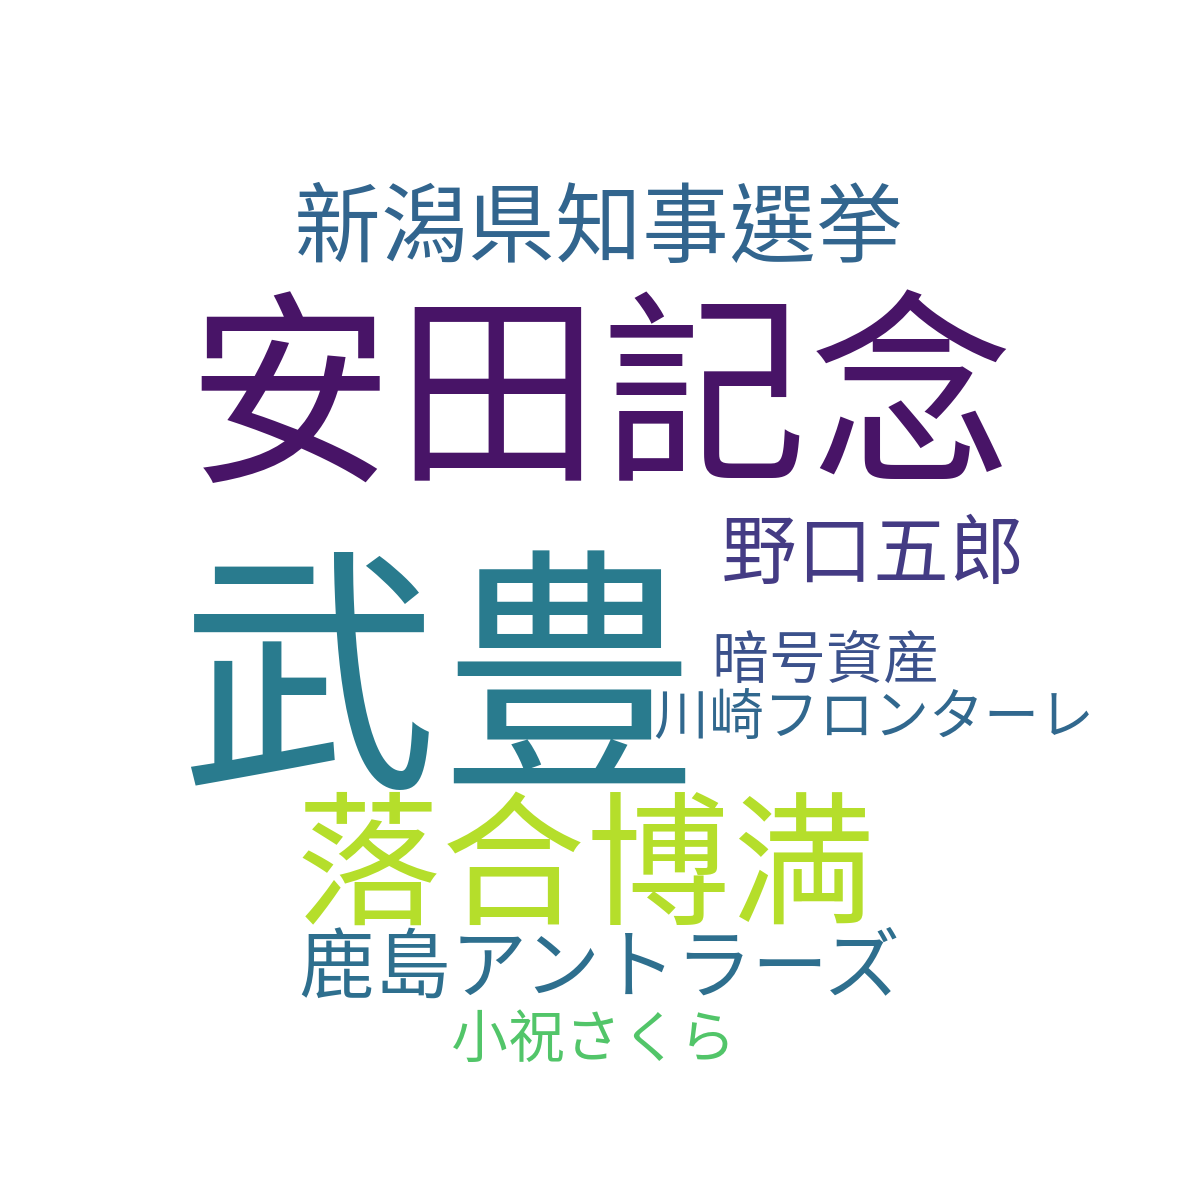 新潟県知事選挙
安田記念
野口五郎
武豊
暗号資産
川崎フロンターレ
落合博満
鹿島アントラーズ
小祝さくら